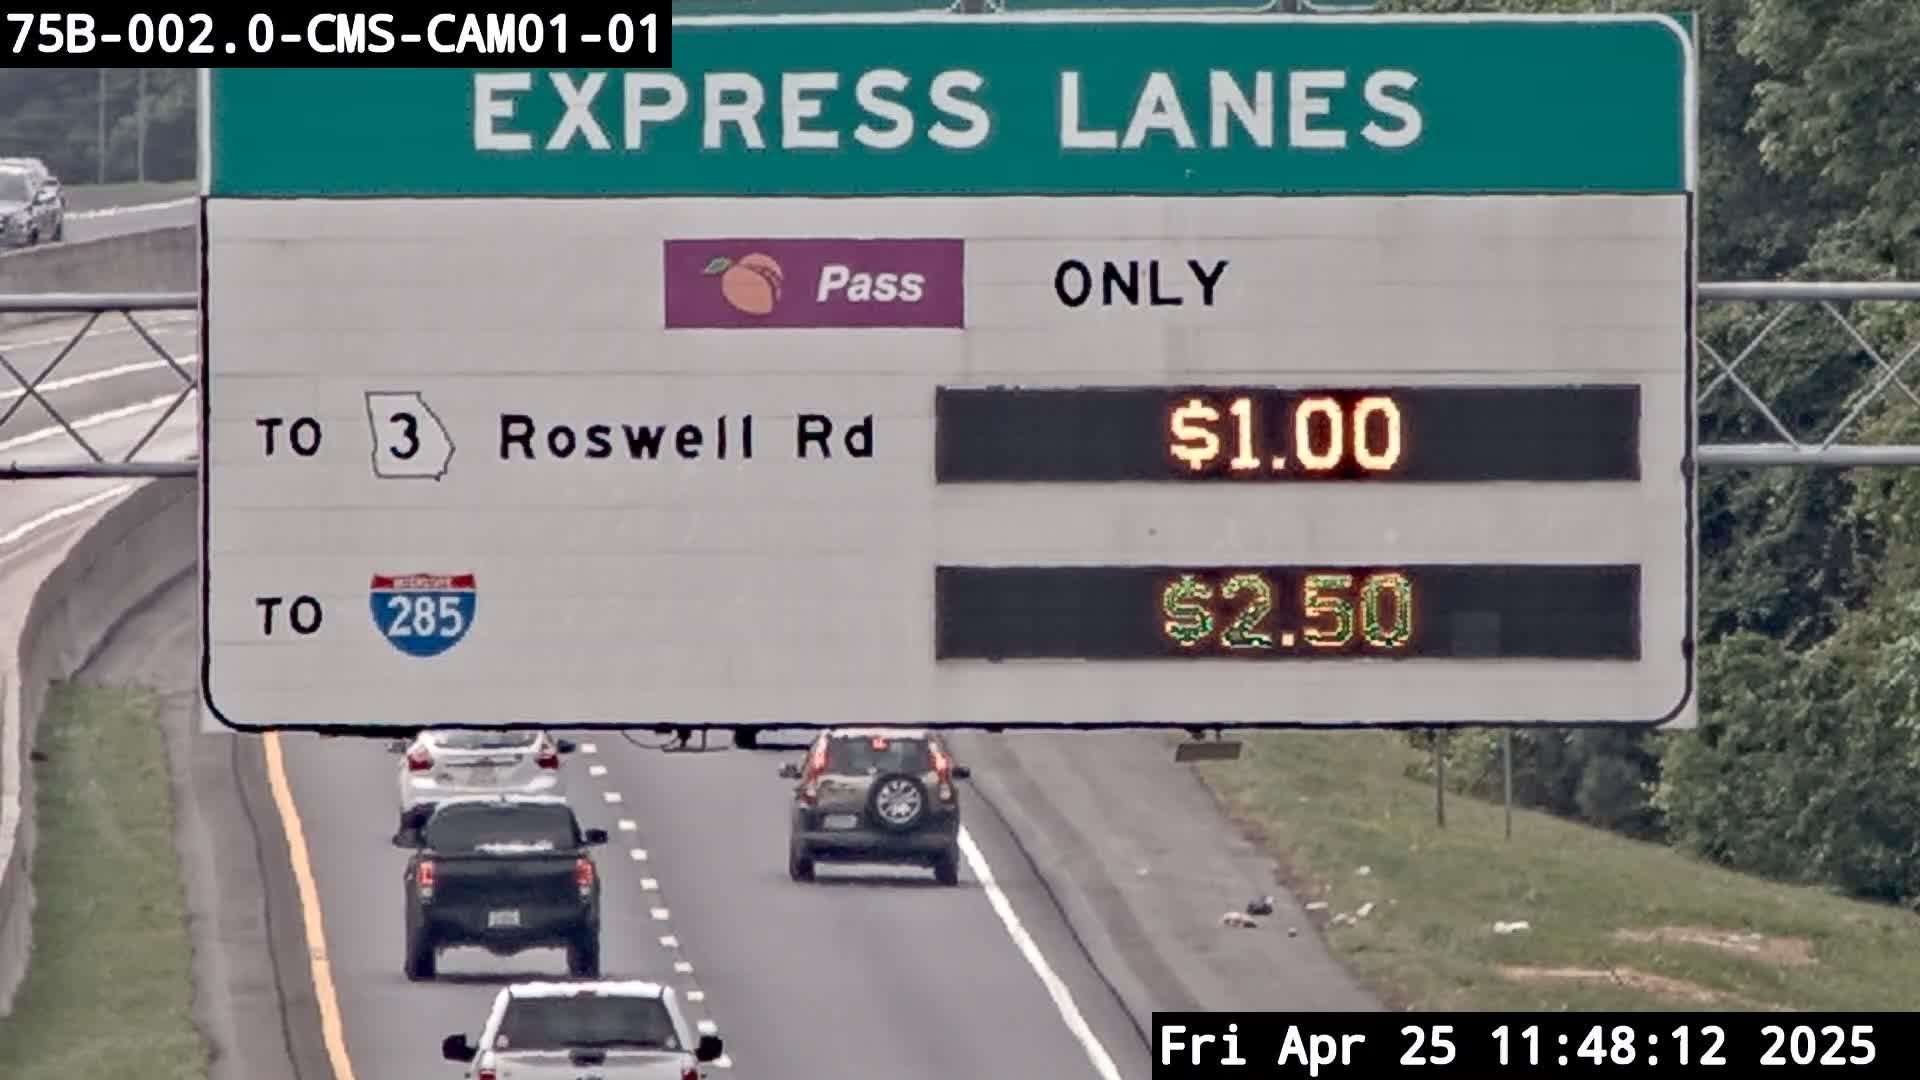 75B-002.0-CMS-CAM01-01
EXPRESS LANES
Pass ONLY
TO 3 Roswell Rd $1.00
TO INTERSTATE 285 $2.50
Fri Apr 25 11:48:12 2025